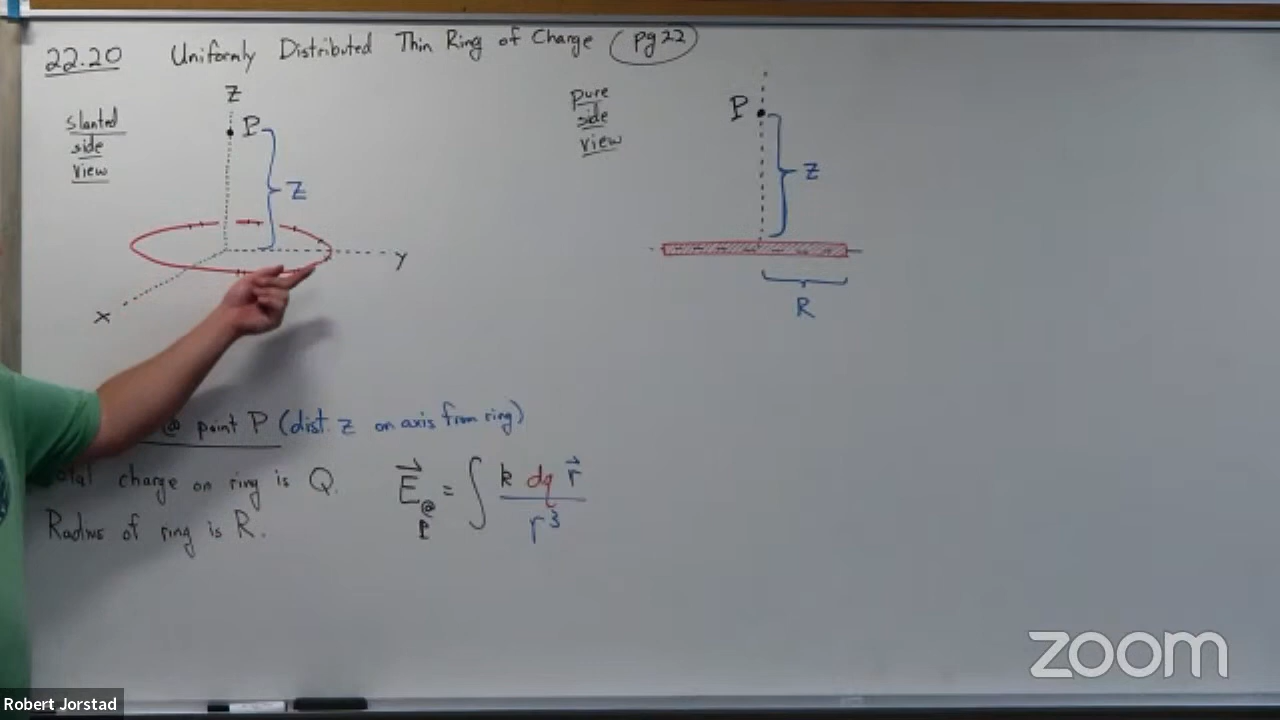 22.20 Uniformly Distributed Thin Ring of Charge (pg 22)
slanted
side
view
z
P
z
y
x
pure
side
view
P
z
R
@ point P (dist. z on axis from ring)
charge on ring is Q.
Radius of ring is R.
E @ P = ∫ k dq r / r³
zoom
Robert Jorstad